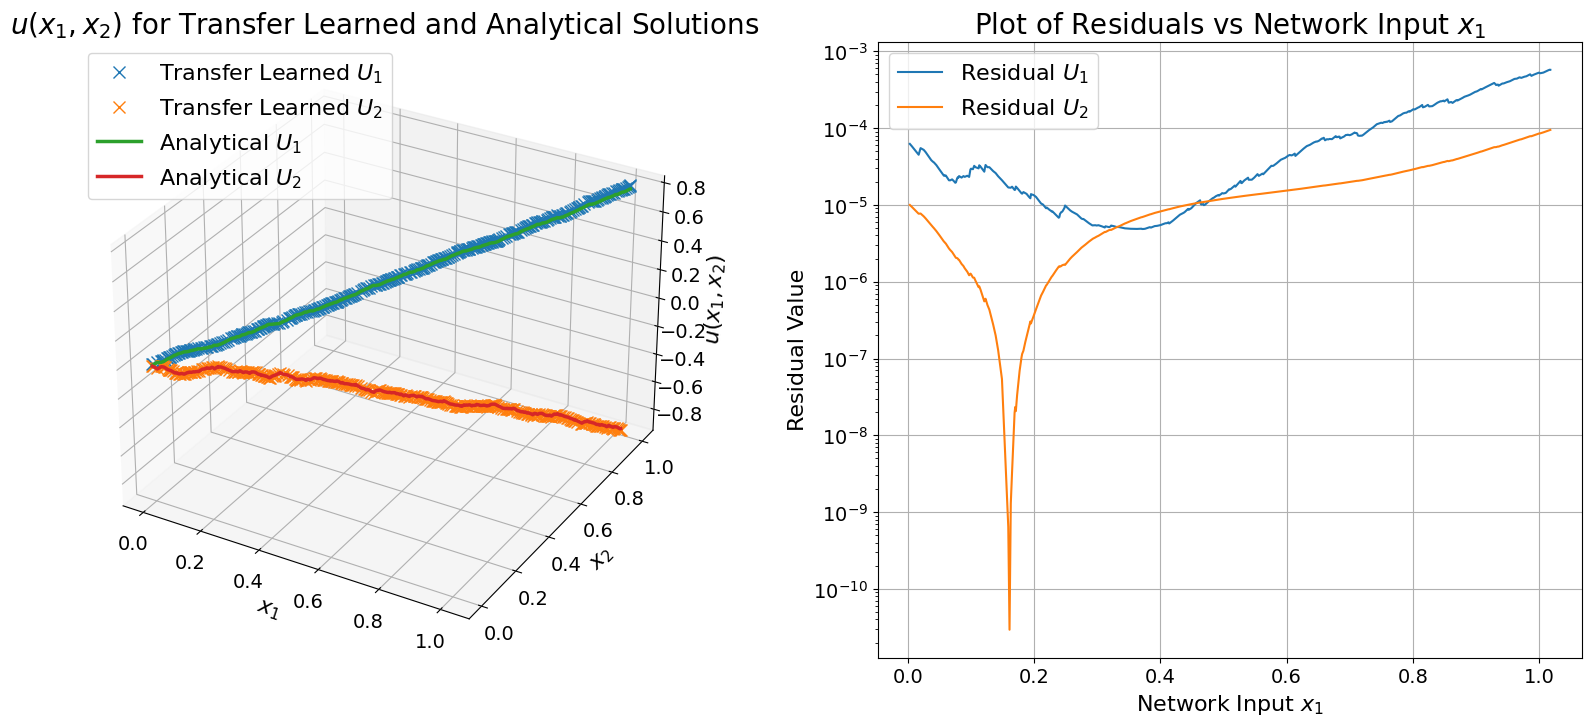 u(x₁, x₂) for Transfer Learned and Analytical Solutions
Transfer Learned U₁
Transfer Learned U₂
Analytical U₁
Analytical U₂
0.8
0.6
0.4
0.2
0.0
−0.2
−0.4
−0.6
−0.8
u(x₁, x₂)
0.0
0.2
0.4
0.6
0.8
1.0
x₁
0.0
0.2
0.4
0.6
0.8
1.0
x₂
Plot of Residuals vs Network Input x₁
Residual U₁
Residual U₂
10⁻³
10⁻⁴
10⁻⁵
10⁻⁶
10⁻⁷
10⁻⁸
10⁻⁹
10⁻¹⁰
Residual Value
0.0 0.2 0.4 0.6 0.8 1.0
Network Input x₁